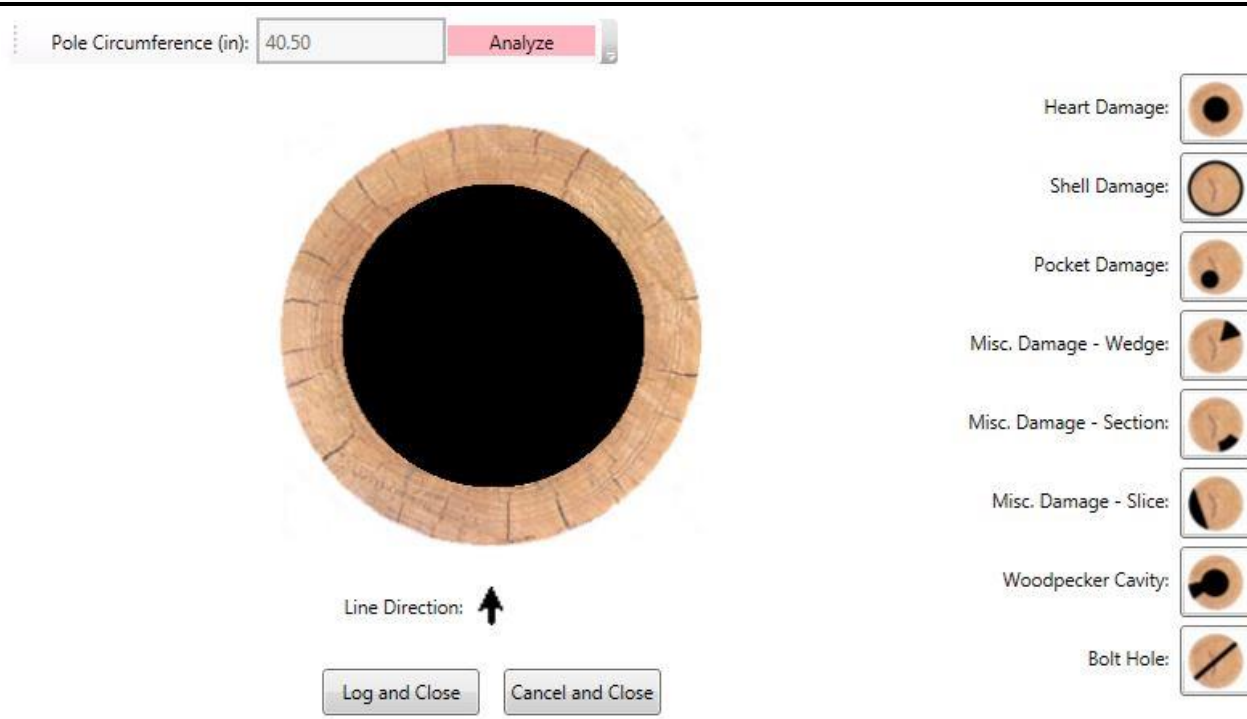 Pole Circumference (in): 40.50 Analyze
Heart Damage:
Shell Damage:
Pocket Damage:
Misc. Damage - Wedge:
Misc. Damage - Section:
Misc. Damage - Slice:
Woodpecker Cavity:
Bolt Hole:
Line Direction:
Log and Close Cancel and Close